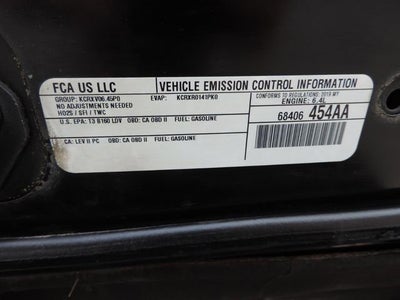 FCA US LLC
VEHICLE EMISSION CONTROL INFORMATION
GROUP: KCRXV06.45P0 EVAP: KCRXR0141PK0
NO ADJUSTMENTS NEEDED
HO2S / SFI / TWC
CONFORMS TO REGULATIONS: 2019 MY
ENGINE: 6.4L
U.S. EPA: T3 B160 LDV OBD: CA OBD II FUEL: GASOLINE
CA: LEV II PC OBD: CA OBD II FUEL: GASOLINE
68406 454AA